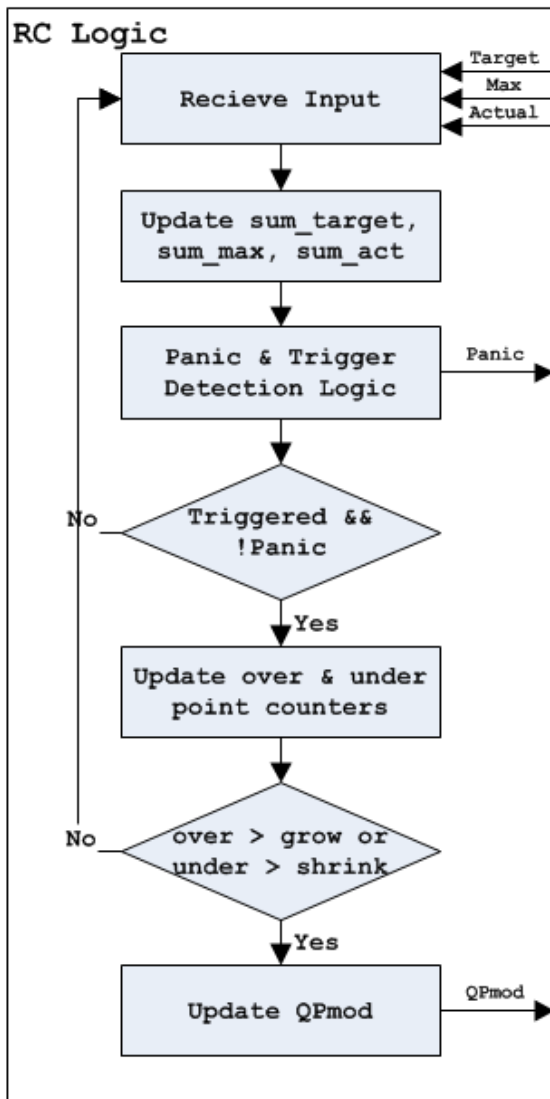 RC Logic
Target
Recieve Input
Max
Actual
Update sum_target,
sum_max, sum_act
Panic & Trigger
Detection Logic
Panic
Triggered &&
!Panic
No
Yes
Update over & under
point counters
over > grow or
under > shrink
No
Yes
Update QPmod
QPmod